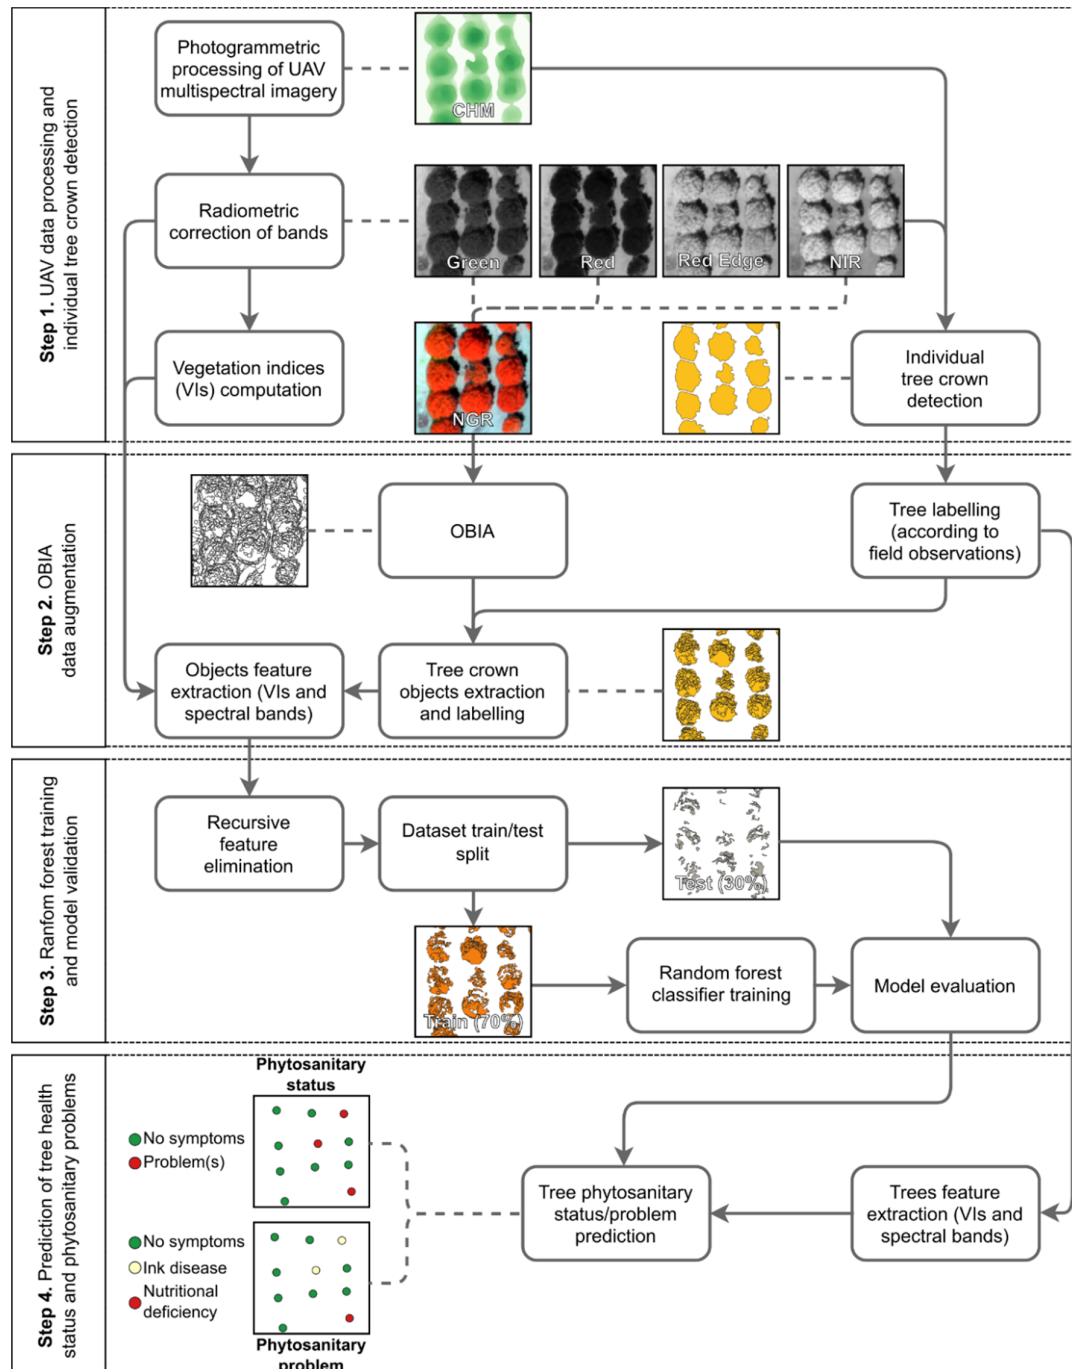 Step 1. UAV data processing and
individual tree crown detection
Photogrammetric
processing of UAV
multispectral imagery
CHM
Radiometric
correction of bands
Green
Red
Red Edge
NIR
Vegetation indices
(VIs) computation
NGR
Individual
tree crown
detection
Step 2. OBIA
data augmentation
OBIA
Tree labelling
(according to
field observations)
Objects feature
extraction (VIs and
spectral bands)
Tree crown
objects extraction
and labelling
Step 3. Ranfom forest training
and model validation
Recursive
feature
elimination
Dataset train/test
split
Test (30%)
Train (70%)
Random forest
classifier training
Model evaluation
Step 4. Prediction of tree health
status and phytosanitary problems
Phytosanitary
status
No symptoms
Problem(s)
No symptoms
Ink disease
Nutritional
deficiency
Phytosanitary
problem
Tree phytosanitary
status/problem
prediction
Trees feature
extraction (VIs and
spectral bands)